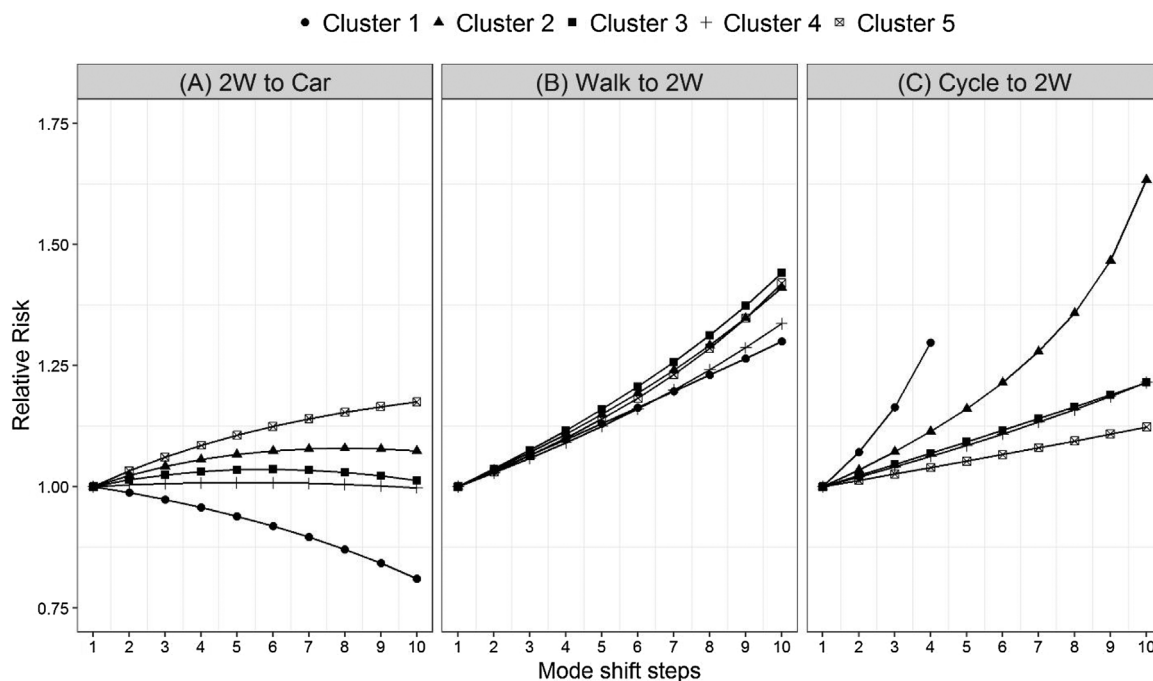 Cluster 1 Cluster 2 Cluster 3 Cluster 4 Cluster 5
(A) 2W to Car (B) Walk to 2W (C) Cycle to 2W
1.75
1.50
1.25
1.00
0.75
Relative Risk
1 2 3 4 5 6 7 8 9 10 1 2 3 4 5 6 7 8 9 10 1 2 3 4 5 6 7 8 9 10
Mode shift steps